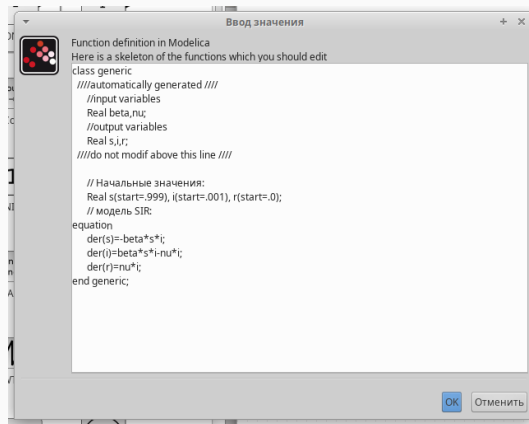 Ввод значения
Function definition in Modelica
Here is a skeleton of the functions which you should edit
class generic
////automatically generated ////
//input variables
Real beta,nu;
//output variables
Real s,i,r;
////do not modif above this line ////
// Начальные значения:
Real s(start=.999), i(start=.001), r(start=.0);
// модель SIR:
equation
der(s)=-beta*s*i;
der(i)=beta*s*i-nu*i;
der(r)=nu*i;
end generic;
OK
Отменить